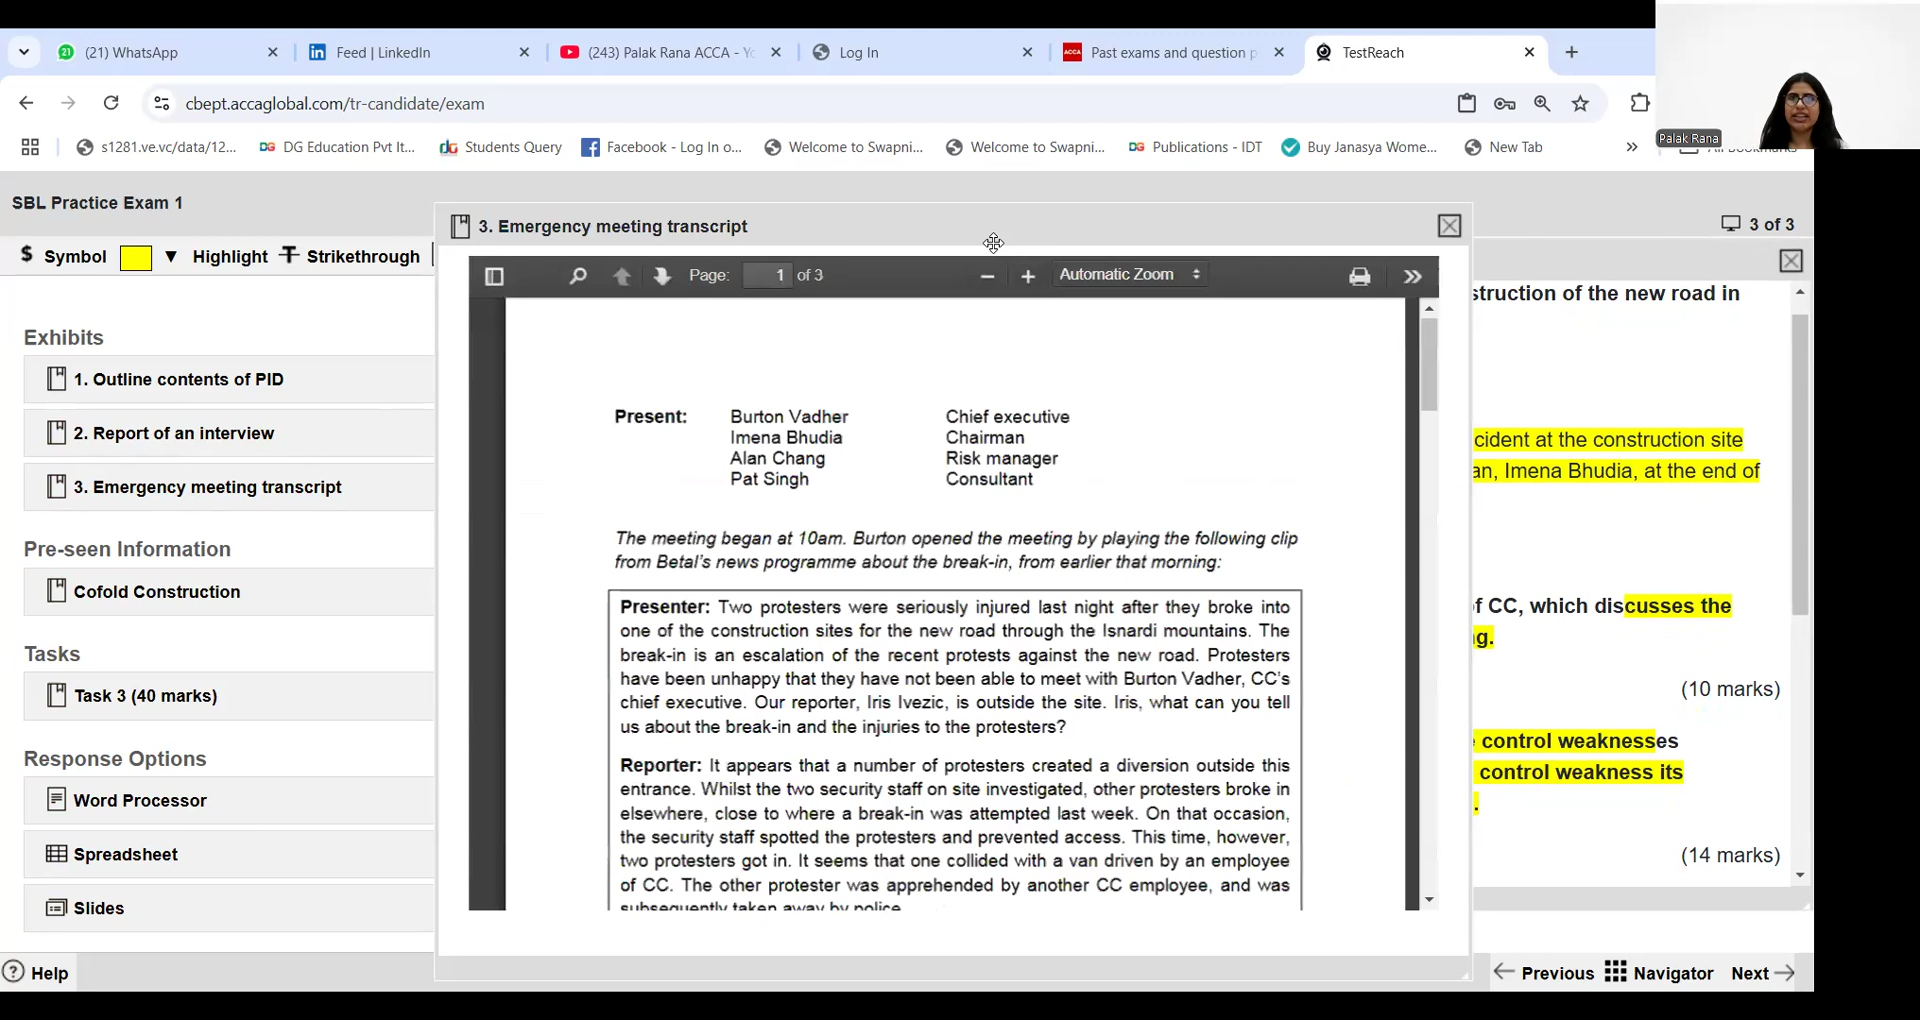 (21) WhatsApp
Feed | LinkedIn
(243) Palak Rana ACCA - Yo
Log In
Past exams and question p
TestReach
cbept.accaglobal.com/tr-candidate/exam
s1281.ve.vc/data/12...
DG Education Pvt It...
Students Query
Facebook - Log In o...
Welcome to Swapni...
Welcome to Swapni...
Publications - IDT
Buy Janasya Wome...
New Tab
Palak Rana
SBL Practice Exam 1
3 of 3
Symbol
Highlight
Strikethrough
Exhibits
1. Outline contents of PID
2. Report of an interview
3. Emergency meeting transcript
Pre-seen Information
Cofold Construction
Tasks
Task 3 (40 marks)
Response Options
Word Processor
Spreadsheet
Slides
Help
3. Emergency meeting transcript
Page: 1 of 3
Automatic Zoom
Present: Burton Vadher Chief executive
Imena Bhudia Chairman
Alan Chang Risk manager
Pat Singh Consultant
The meeting began at 10am. Burton opened the meeting by playing the following clip
from Betal's news programme about the break-in, from earlier that morning:
Presenter: Two protesters were seriously injured last night after they broke into
one of the construction sites for the new road through the Isnardi mountains. The
break-in is an escalation of the recent protests against the new road. Protesters
have been unhappy that they have not been able to meet with Burton Vadher, CC's
chief executive. Our reporter, Iris Ivezic, is outside the site. Iris, what can you tell
us about the break-in and the injuries to the protesters?
Reporter: It appears that a number of protesters created a diversion outside this
entrance. Whilst the two security staff on site investigated, other protesters broke in
elsewhere, close to where a break-in was attempted last week. On that occasion,
the security staff spotted the protesters and prevented access. This time, however,
two protesters got in. It seems that one collided with a van driven by an employee
of CC. The other protester was apprehended by another CC employee, and was
subsequently taken away by police.
struction of the new road in
cident at the construction site
an, Imena Bhudia, at the end of
of CC, which discusses the
ng.
(10 marks)
control weaknesses
control weakness its
(14 marks)
Previous
Navigator
Next